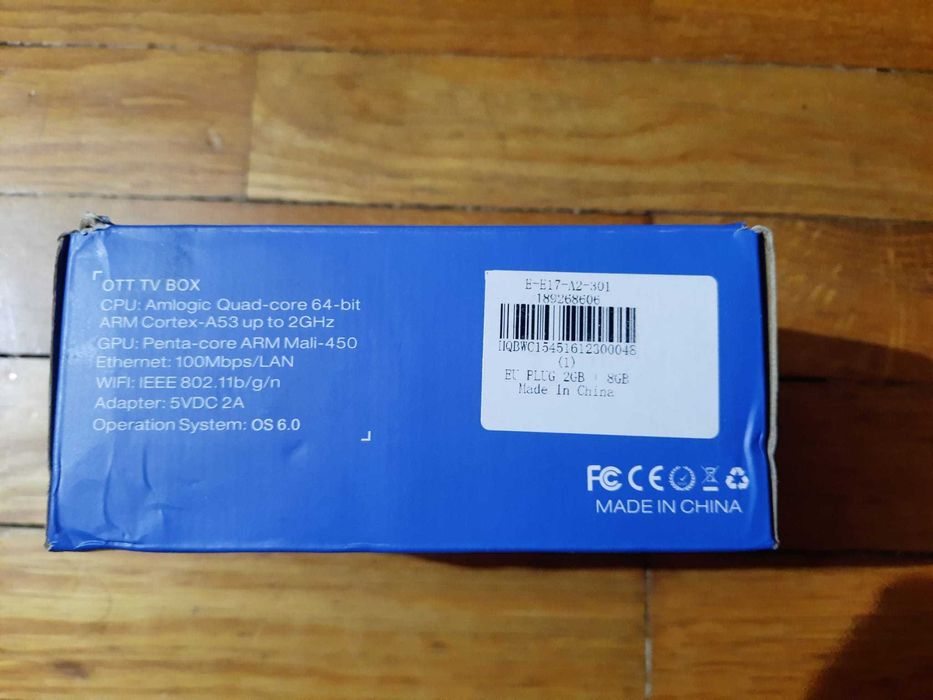 OTT TV BOX
CPU: Amlogic Quad-core 64-bit
ARM Cortex-A53 up to 2GHz
GPU: Penta-core ARM Mali-450
Ethernet: 100Mbps/LAN
WIFI: IEEE 802.11b/g/n
Adapter: 5VDC 2A
Operation System: OS 6.0
E-E17-A2-301
189268606
HQBWC15451612300048
(1)
EU PLUG 2GB + 8GB
Made In China
FC CE
MADE IN CHINA